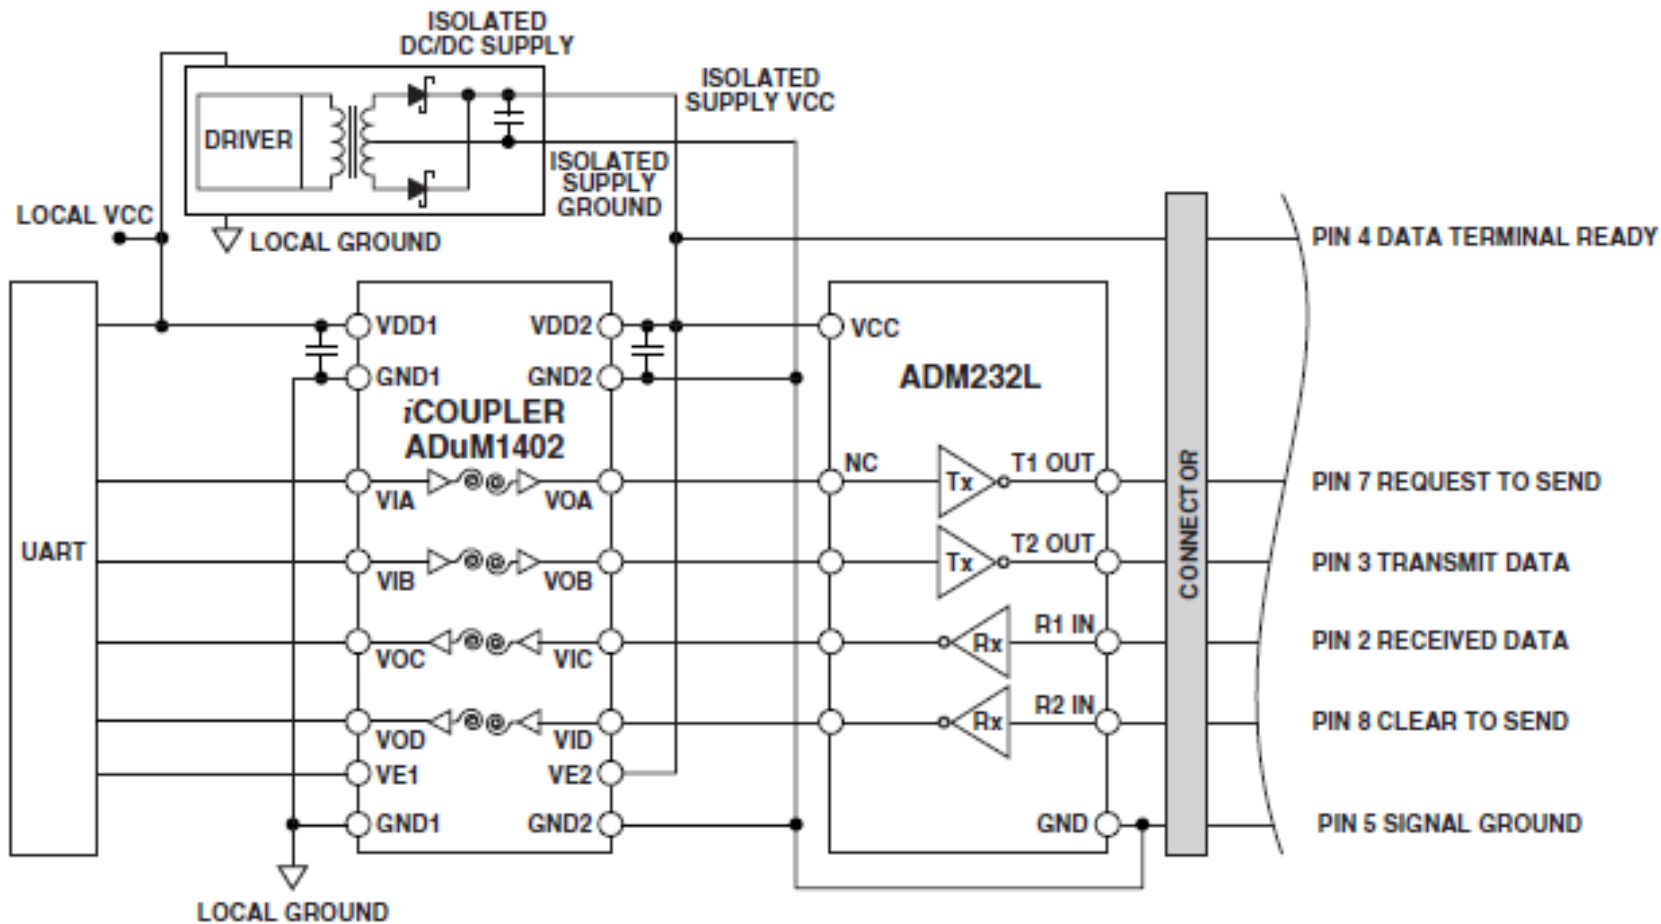 ISOLATED
DC/DC SUPPLY
ISOLATED
SUPPLY VCC
DRIVER
ISOLATED
SUPPLY
GROUND
LOCAL VCC
LOCAL GROUND
PIN 4 DATA TERMINAL READY
VDD1
VDD2
VCC
GND1
GND2
ADM232L
iCOUPLER
ADuM1402
NC
Tx
T1 OUT
PIN 7 REQUEST TO SEND
VIA
VOA
UART
Tx
T2 OUT
CONNECTOR
PIN 3 TRANSMIT DATA
VIB
VOB
Rx
R1 IN
PIN 2 RECEIVED DATA
VOC
VIC
Rx
R2 IN
PIN 8 CLEAR TO SEND
VOD
VID
VE1
VE2
GND1
GND2
GND
PIN 5 SIGNAL GROUND
LOCAL GROUND